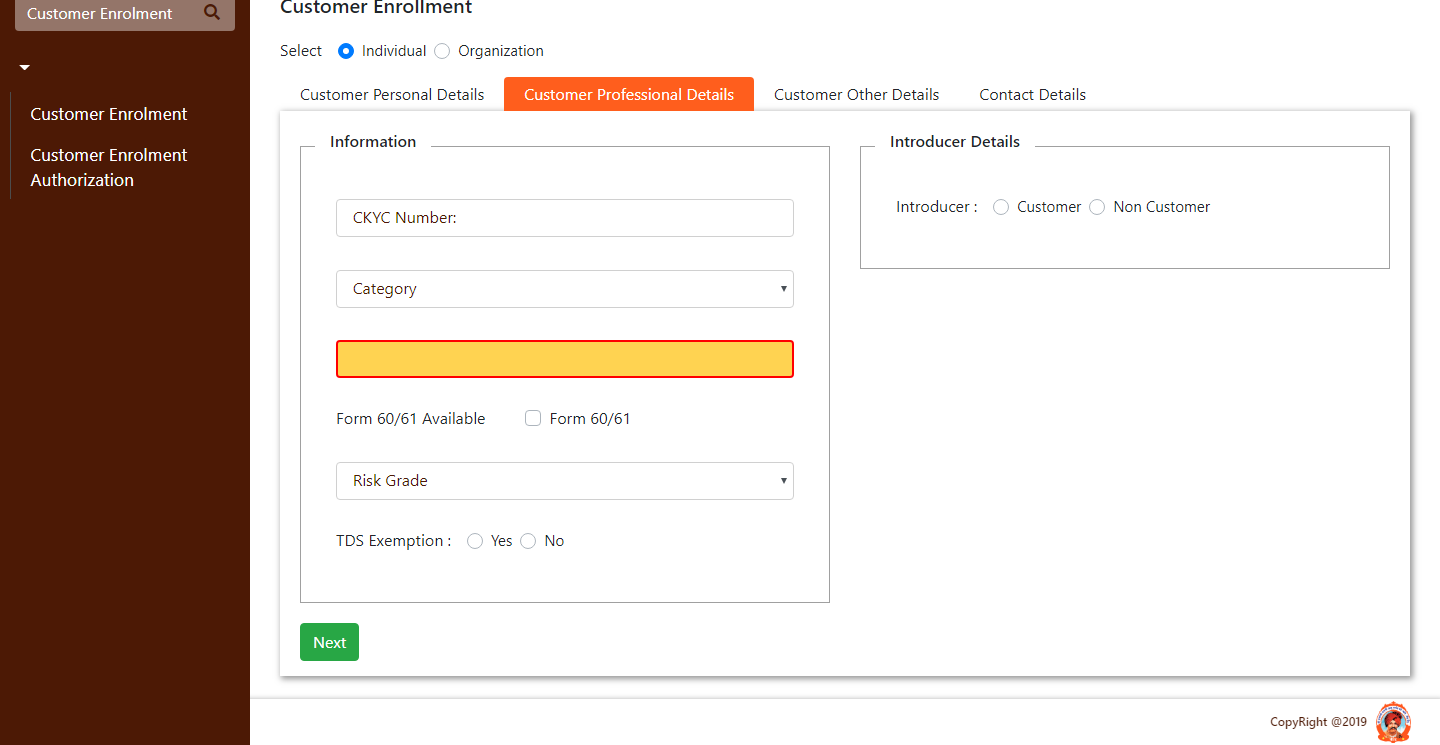 Customer Enrolment
Customer Enrolment
Customer Enrolment
Authorization
Customer Enrollment
Select Individual Organization
Customer Personal Details Customer Professional Details Customer Other Details Contact Details
Information
CKYC Number:
Category
Form 60/61 Available Form 60/61
Risk Grade
TDS Exemption : Yes No
Next
Introducer Details
Introducer : Customer Non Customer
CopyRight @2019